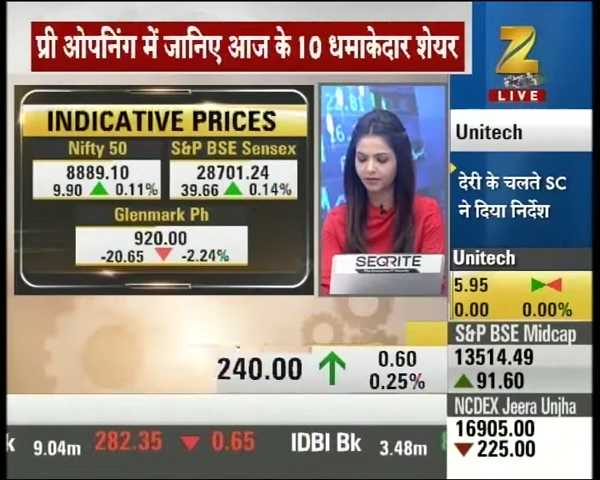 प्री ओपनिंग में जानिए आज के 10 धमाकेदार शेयर
Z
LIVE
INDICATIVE PRICES
Nifty 50
8889.10
9.90 0.11%
S&P BSE Sensex
28701.24
39.66 0.14%
Glenmark Ph
920.00
-20.65 -2.24%
SEQRITE
Unitech
देरी के चलते SC
ने दिया निर्देश
Unitech
5.95
0.00 0.00%
S&P BSE Midcap
13514.49
91.60
NCDEX Jeera Unjha
16905.00
225.00
240.00 0.60
0.25%
k 9.04m 282.35 0.65 IDBI Bk 3.48m